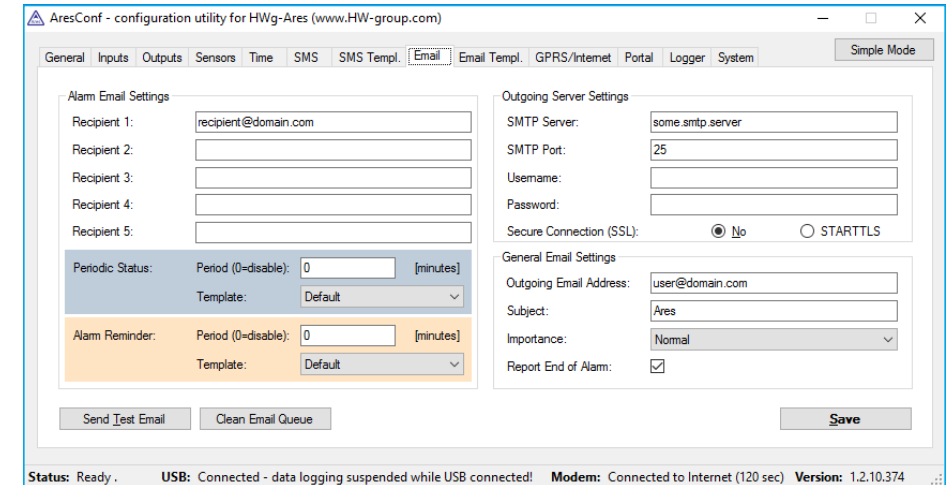 AresConf - configuration utility for HWg-Ares (www.HW-group.com)
General Inputs Outputs Sensors Time SMS SMS Templ. Email Email Templ. GPRS/Internet Portal Logger System
Simple Mode
Alarm Email Settings
Recipient 1: recipient@domain.com
Recipient 2:
Recipient 3:
Recipient 4:
Recipient 5:
Periodic Status: Period (0=disable): 0 [minutes]
Template: Default
Alarm Reminder: Period (0=disable): 0 [minutes]
Template: Default
Outgoing Server Settings
SMTP Server: some.smtp.server
SMTP Port: 25
Username:
Password:
Secure Connection (SSL): No STARTTLS
General Email Settings
Outgoing Email Address: user@domain.com
Subject: Ares
Importance: Normal
Report End of Alarm:
Send Test Email Clean Email Queue Save
Status: Ready . USB: Connected - data logging suspended while USB connected! Modem: Connected to Internet (120 sec) Version: 1.2.10.374